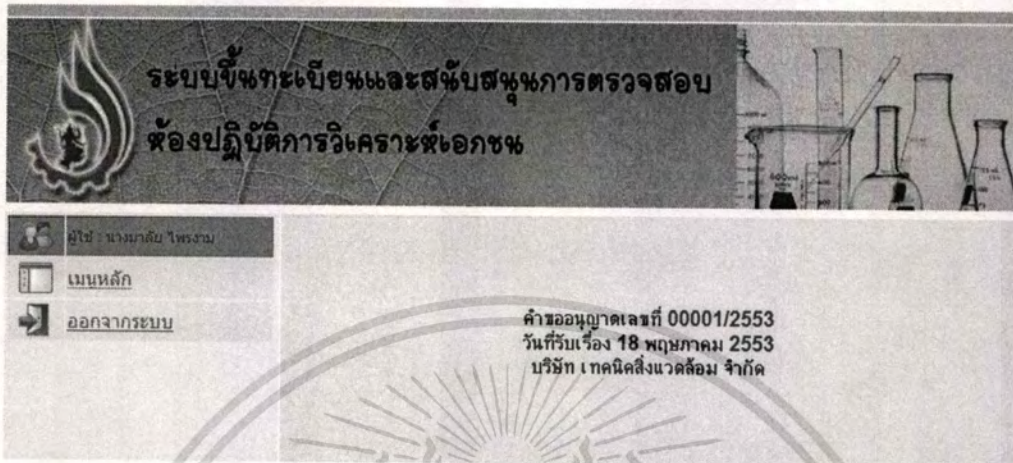 ระบบขึ้นทะเบียนและสนับสนุนการตรวจสอบ
ห้องปฏิบัติการวิเคราะห์เอกชน
ผู้ใช้ : นางมาลัย ไพรงาม
เมนูหลัก
ออกจากระบบ
คำขออนุญาตเลขที่ 00001/2553
วันที่รับเรื่อง 18 พฤษภาคม 2553
บริษัท เทคนิคสิ่งแวดล้อม จำกัด